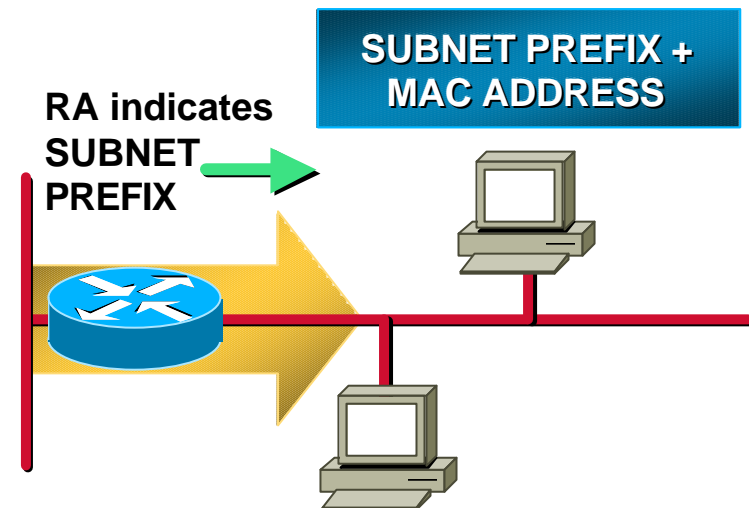 SUBNET PREFIX +
MAC ADDRESS
RA indicates
SUBNET
PREFIX